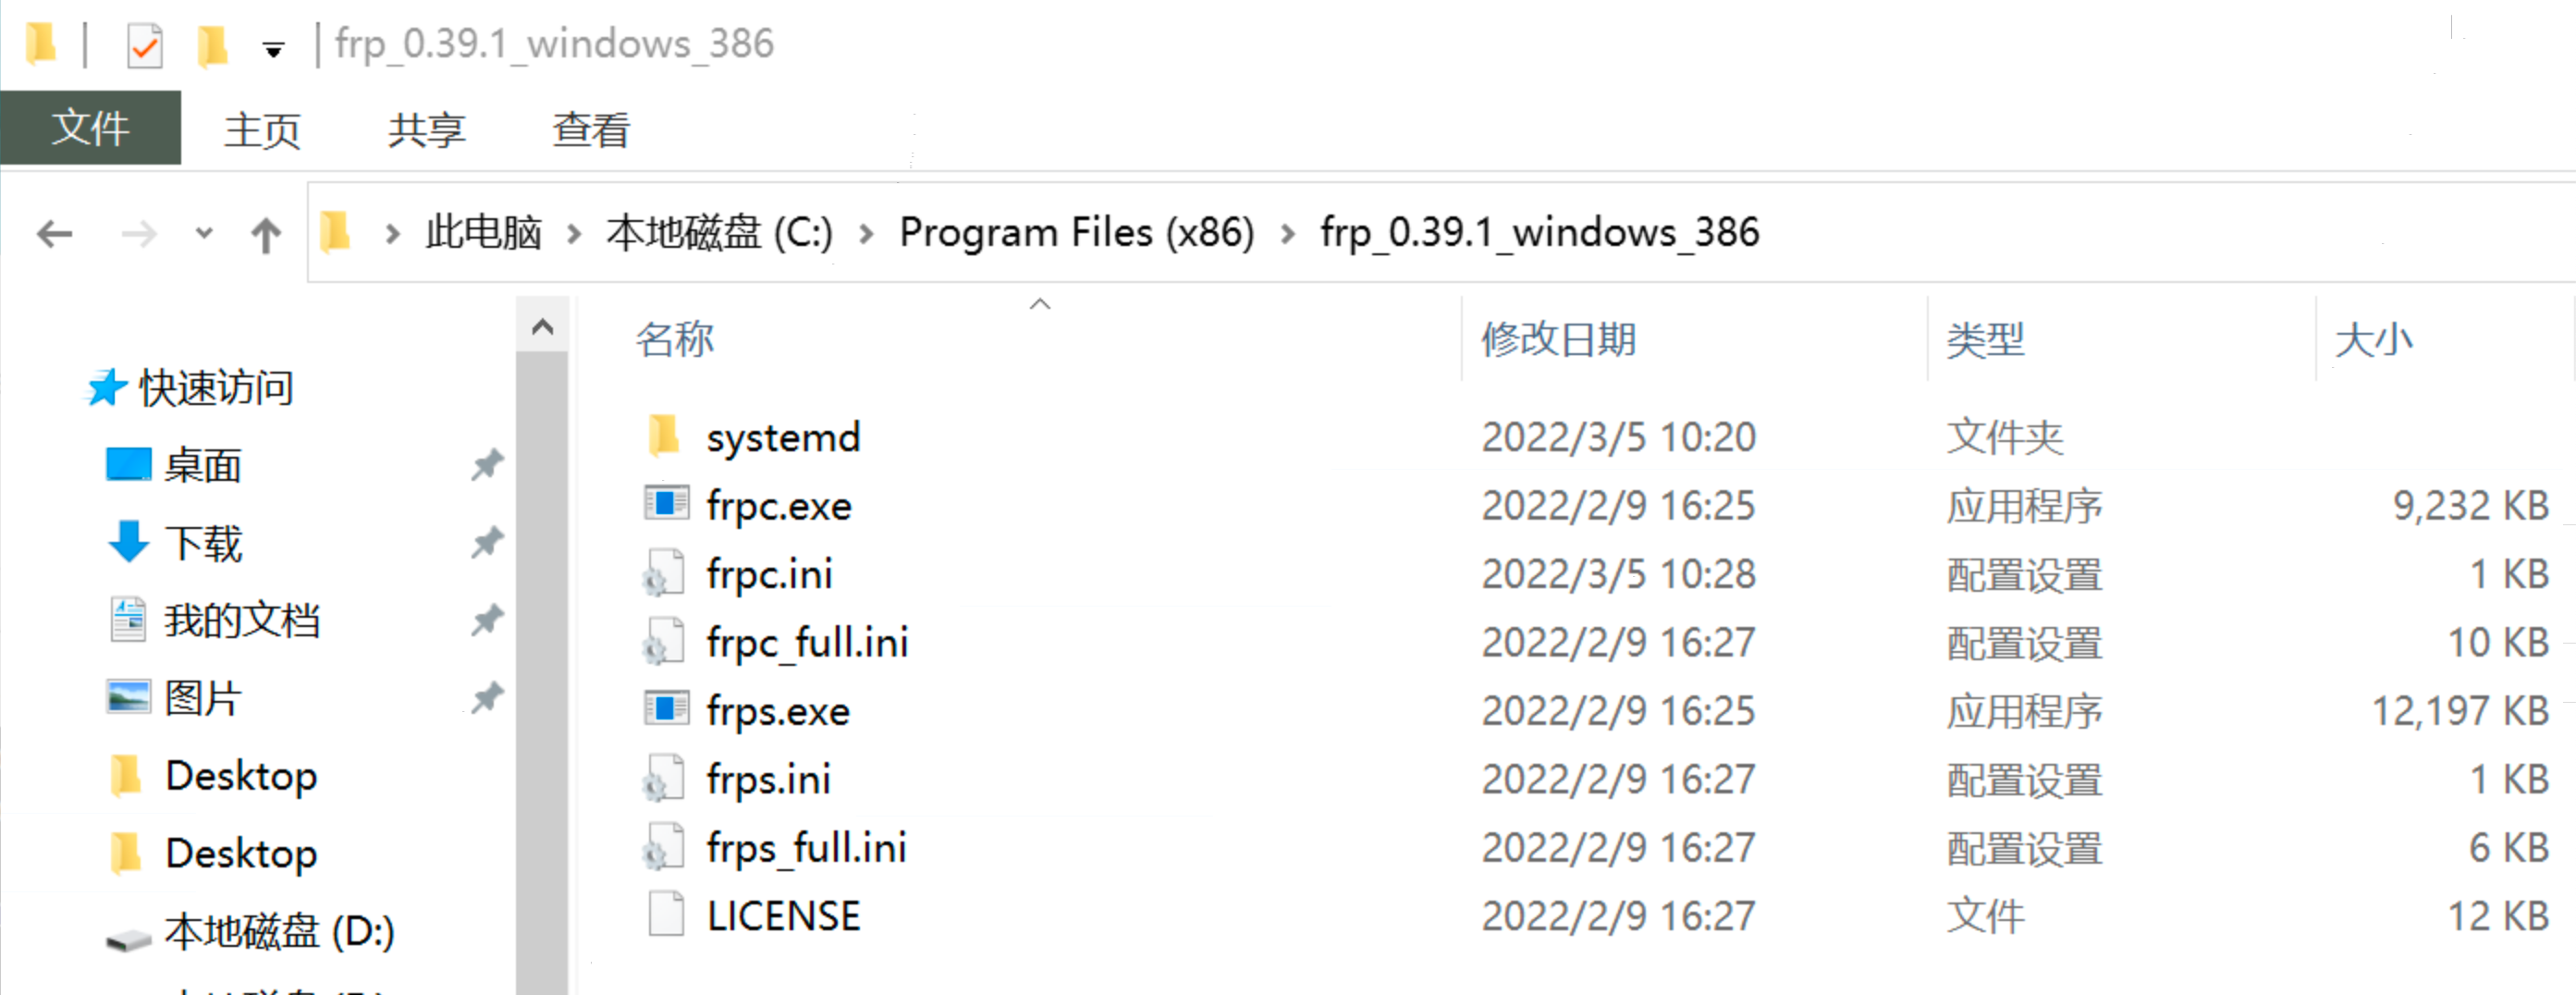 frp_0.39.1_windows_386
文件 主页 共享 查看
此电脑 本地磁盘 (C:) Program Files (x86) frp_0.39.1_windows_386
名称 修改日期 类型 大小
快速访问
桌面
下载
我的文档
图片
Desktop
Desktop
本地磁盘 (D:)
systemd 2022/3/5 10:20 文件夹
frpc.exe 2022/2/9 16:25 应用程序 9,232 KB
frpc.ini 2022/3/5 10:28 配置设置 1 KB
frpc_full.ini 2022/2/9 16:27 配置设置 10 KB
frps.exe 2022/2/9 16:25 应用程序 12,197 KB
frps.ini 2022/2/9 16:27 配置设置 1 KB
frps_full.ini 2022/2/9 16:27 配置设置 6 KB
LICENSE 2022/2/9 16:27 文件 12 KB